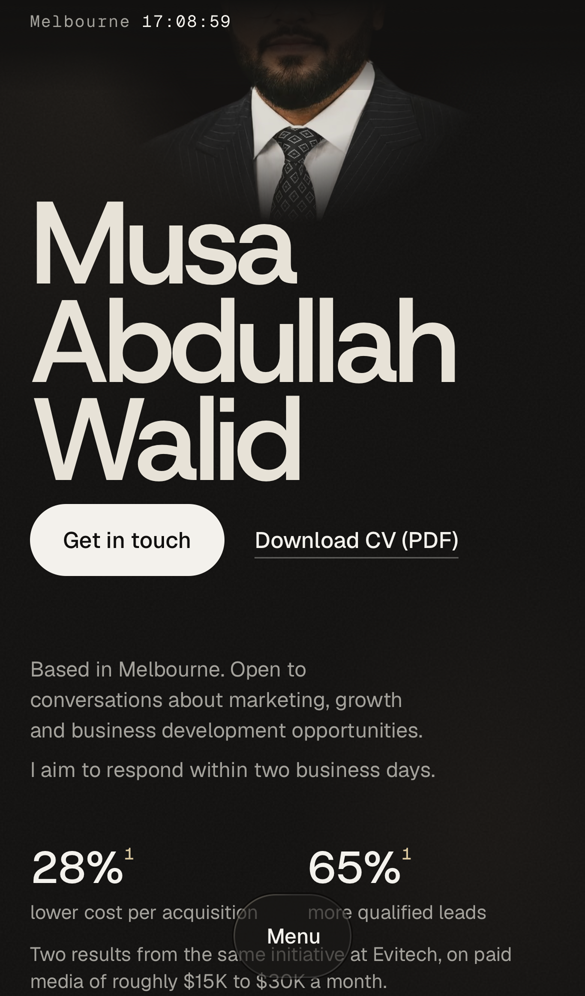 Melbourne 17:08:59
Musa
Abdullah
Walid
Get in touch
Download CV (PDF)
Based in Melbourne. Open to
conversations about marketing, growth
and business development opportunities.
I aim to respond within two business days.
28%1
65%1
lower cost per acquisition
more qualified leads
Menu
Two results from the same initiative at Evitech, on paid
media of roughly $15K to $30K a month.